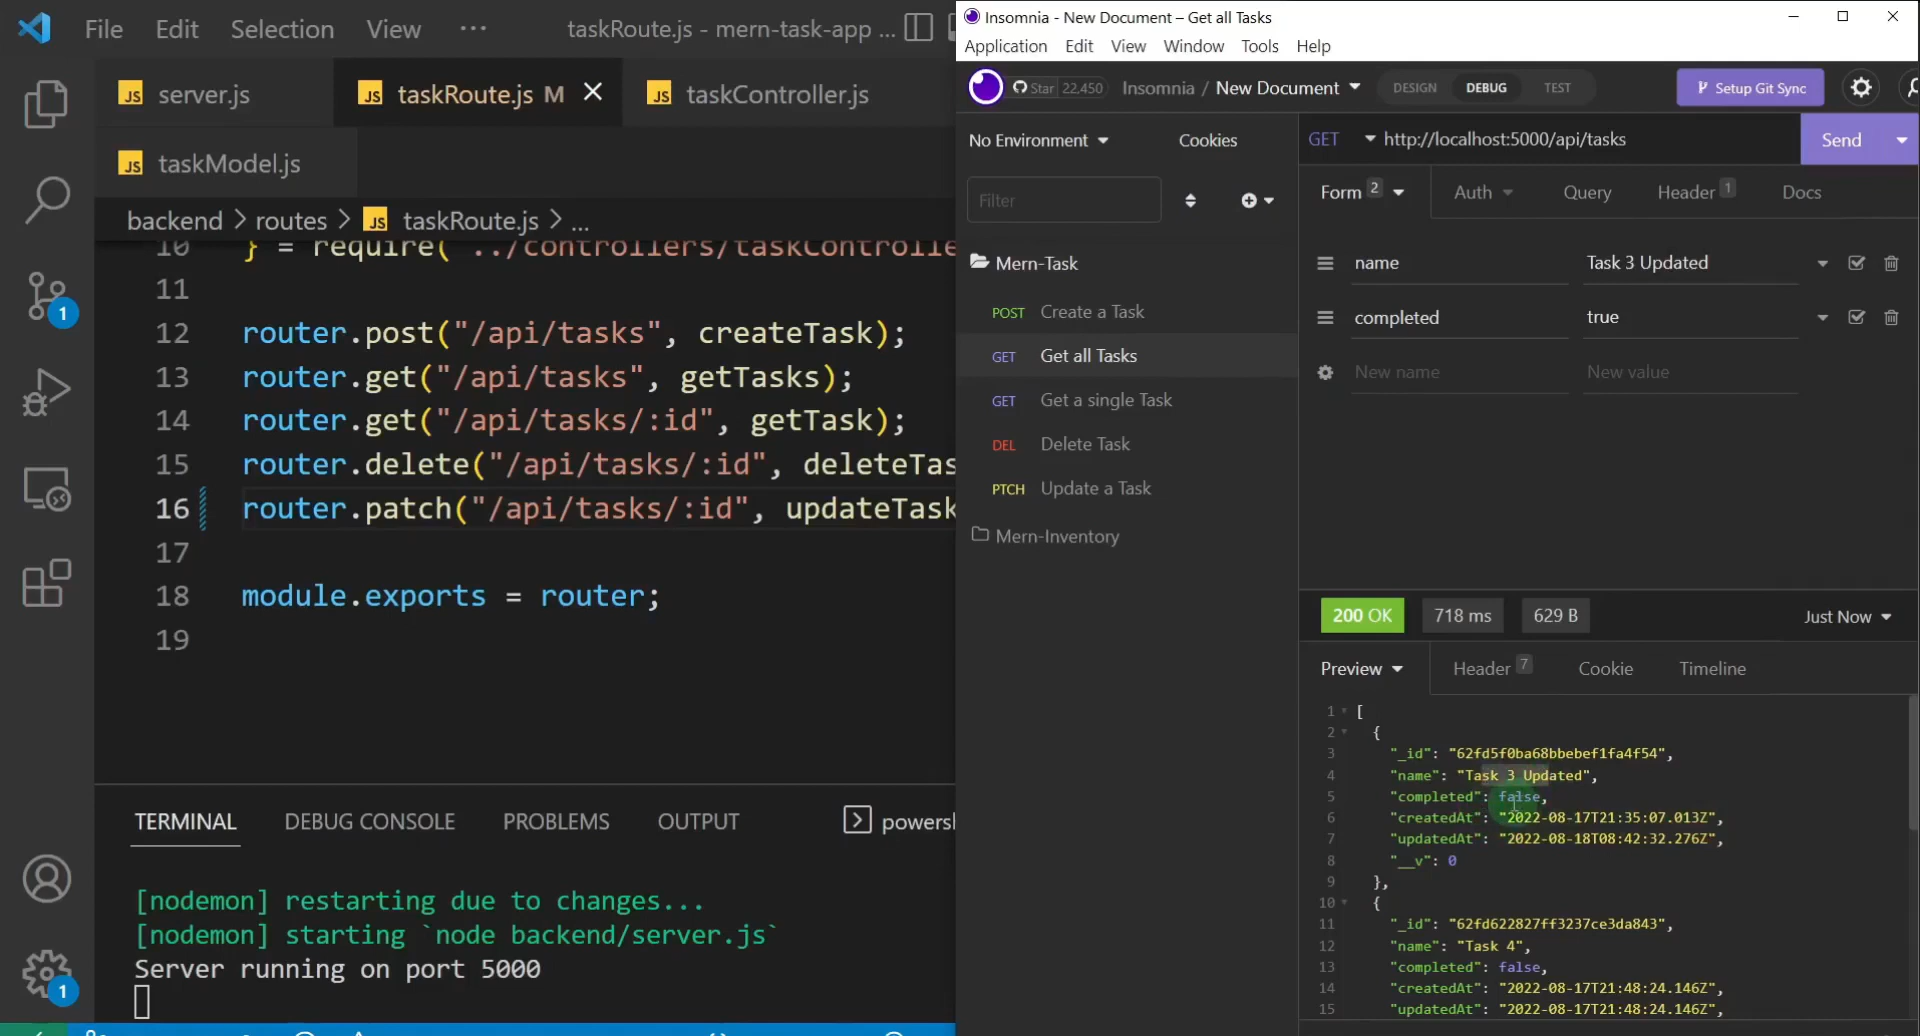 File Edit Selection View ··· taskRoute.js - mern-task-app ...
server.js
taskRoute.js M
taskController.js
taskModel.js
backend > routes > taskRoute.js > ...
10 } = require("../controllers/taskControlle
11
12 router.post("/api/tasks", createTask);
13 router.get("/api/tasks", getTasks);
14 router.get("/api/tasks/:id", getTask);
15 router.delete("/api/tasks/:id", deleteTas
16 router.patch("/api/tasks/:id", updateTask
17
18 module.exports = router;
19
1
1
TERMINAL DEBUG CONSOLE PROBLEMS OUTPUT powersh
[nodemon] restarting due to changes...
[nodemon] starting `node backend/server.js`
Server running on port 5000
Insomnia - New Document – Get all Tasks
Application Edit View Window Tools Help
Star 22,450 Insomnia / New Document DESIGN DEBUG TEST Setup Git Sync
No Environment Cookies
Filter
Mern-Task
POST Create a Task
GET Get all Tasks
GET Get a single Task
DEL Delete Task
PTCH Update a Task
Mern-Inventory
GET http://localhost:5000/api/tasks Send
Form 2 Auth Query Header 1 Docs
name Task 3 Updated
completed true
New name New value
200 OK 718 ms 629 B Just Now
Preview Header 7 Cookie Timeline
1 [
2 {
3 "_id": "62fd5f0ba68bbebef1fa4f54",
4 "name": "Task 3 Updated",
5 "completed": false,
6 "createdAt": "2022-08-17T21:35:07.013Z",
7 "updatedAt": "2022-08-18T08:42:32.276Z",
8 "__v": 0
9 },
10 {
11 "_id": "62fd622827ff3237ce3da843",
12 "name": "Task 4",
13 "completed": false,
14 "createdAt": "2022-08-17T21:48:24.146Z",
15 "updatedAt": "2022-08-17T21:48:24.146Z",